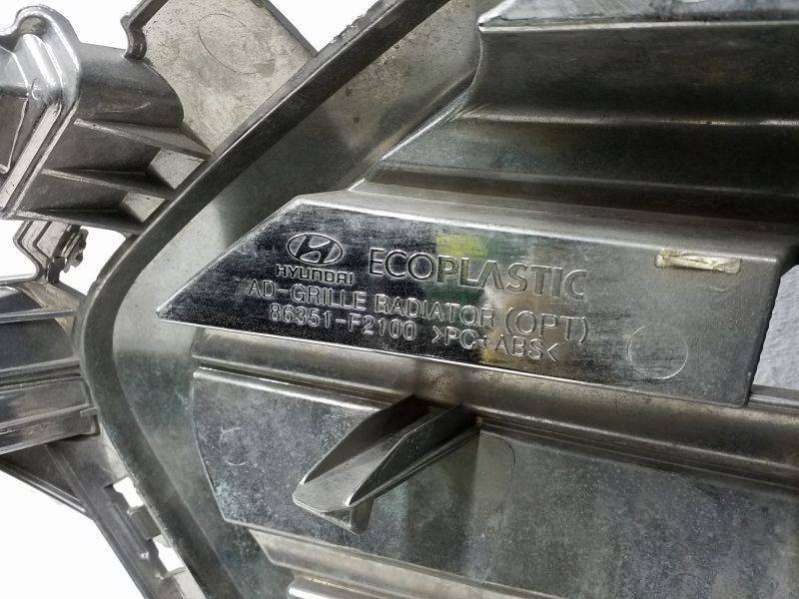 HYUNDAI ECOPLASTIC
AD-GRILLE RADIATOR (OPT)
86351-F2100 >PC+ABS<